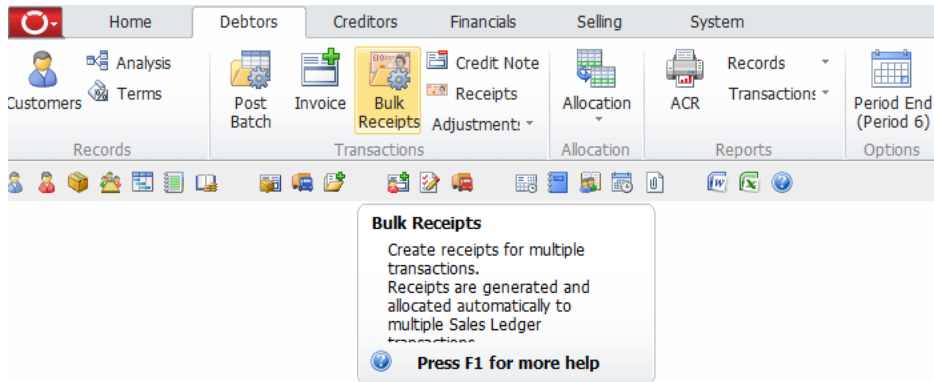 Home Debtors Creditors Financials Selling System
Customers Analysis Terms
Post Batch Invoice Bulk Receipts Credit Note Receipts Adjustment:
Allocation
ACR Records Transactions
Period End (Period 6)
Records Transactions Allocation Reports Options
Bulk Receipts
Create receipts for multiple
transactions.
Receipts are generated and
allocated automatically to
multiple Sales Ledger
transactions
Press F1 for more help